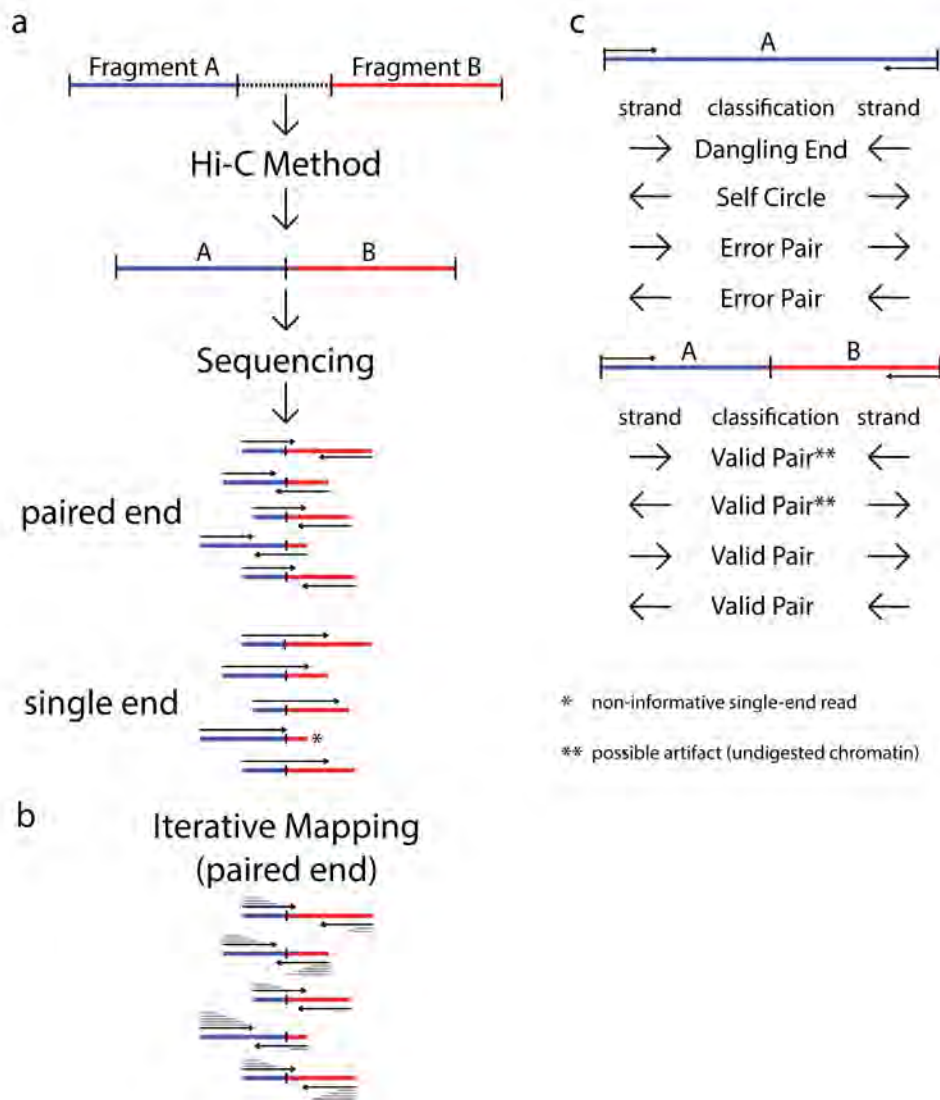 a
Fragment A
Fragment B
Hi-C Method
A
B
Sequencing
paired end
single end
*
b
Iterative Mapping
(paired end)
c
A
strand classification strand
Dangling End
Self Circle
Error Pair
Error Pair
A
B
strand classification strand
Valid Pair**
Valid Pair**
Valid Pair
Valid Pair
* non-informative single-end read
** possible artifact (undigested chromatin)